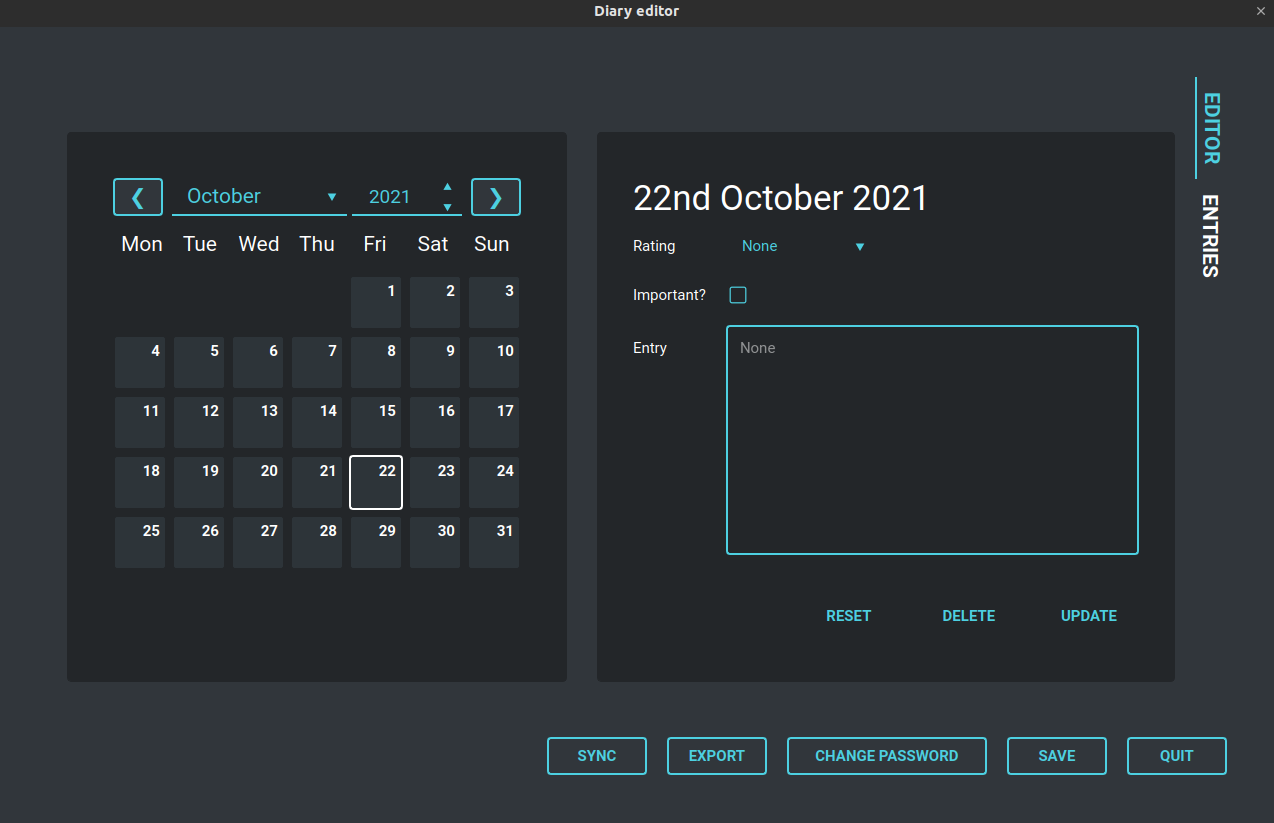 Diary editor
October 2021
Mon Tue Wed Thu Fri Sat Sun
1 2 3
4 5 6 7 8 9 10
11 12 13 14 15 16 17
18 19 20 21 22 23 24
25 26 27 28 29 30 31
22nd October 2021
Rating None
Important?
Entry None
RESET DELETE UPDATE
EDITOR
ENTRIES
SYNC EXPORT CHANGE PASSWORD SAVE QUIT